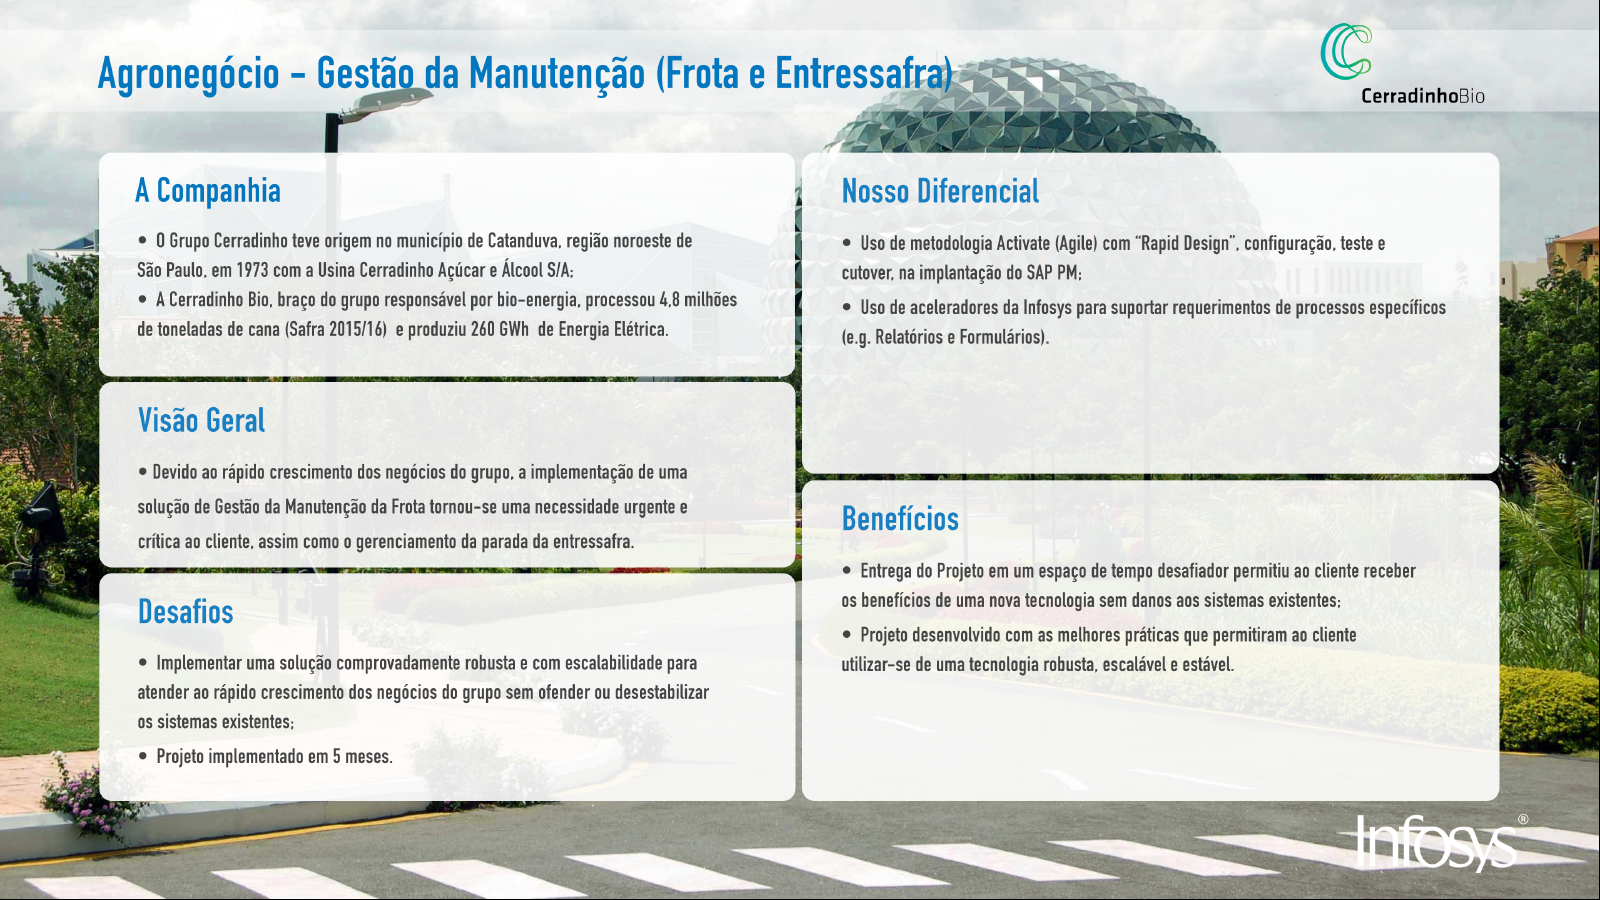 Agronegócio - Gestão da Manutenção (Frota e Entressafra)
CerradinhoBio
A Companhia
• O Grupo Cerradinho teve origem no município de Catanduva, região noroeste de
São Paulo, em 1973 com a Usina Cerradinho Açúcar e Álcool S/A;
• A Cerradinho Bio, braço do grupo responsável por bio-energia, processou 4,8 milhões
de toneladas de cana (Safra 2015/16) e produziu 260 GWh de Energia Elétrica.
Visão Geral
• Devido ao rápido crescimento dos negócios do grupo, a implementação de uma
solução de Gestão da Manutenção da Frota tornou-se uma necessidade urgente e
crítica ao cliente, assim como o gerenciamento da parada da entressafra.
Desafios
• Implementar uma solução comprovadamente robusta e com escalabilidade para
atender ao rápido crescimento dos negócios do grupo sem ofender ou desestabilizar
os sistemas existentes;
• Projeto implementado em 5 meses.
Nosso Diferencial
• Uso de metodologia Activate (Agile) com “Rapid Design”, configuração, teste e
cutover, na implantação do SAP PM;
• Uso de aceleradores da Infosys para suportar requerimentos de processos específicos
(e.g. Relatórios e Formulários).
Benefícios
• Entrega do Projeto em um espaço de tempo desafiador permitiu ao cliente receber
os benefícios de uma nova tecnologia sem danos aos sistemas existentes;
• Projeto desenvolvido com as melhores práticas que permitiram ao cliente
utilizar-se de uma tecnologia robusta, escalável e estável.
Infosys®